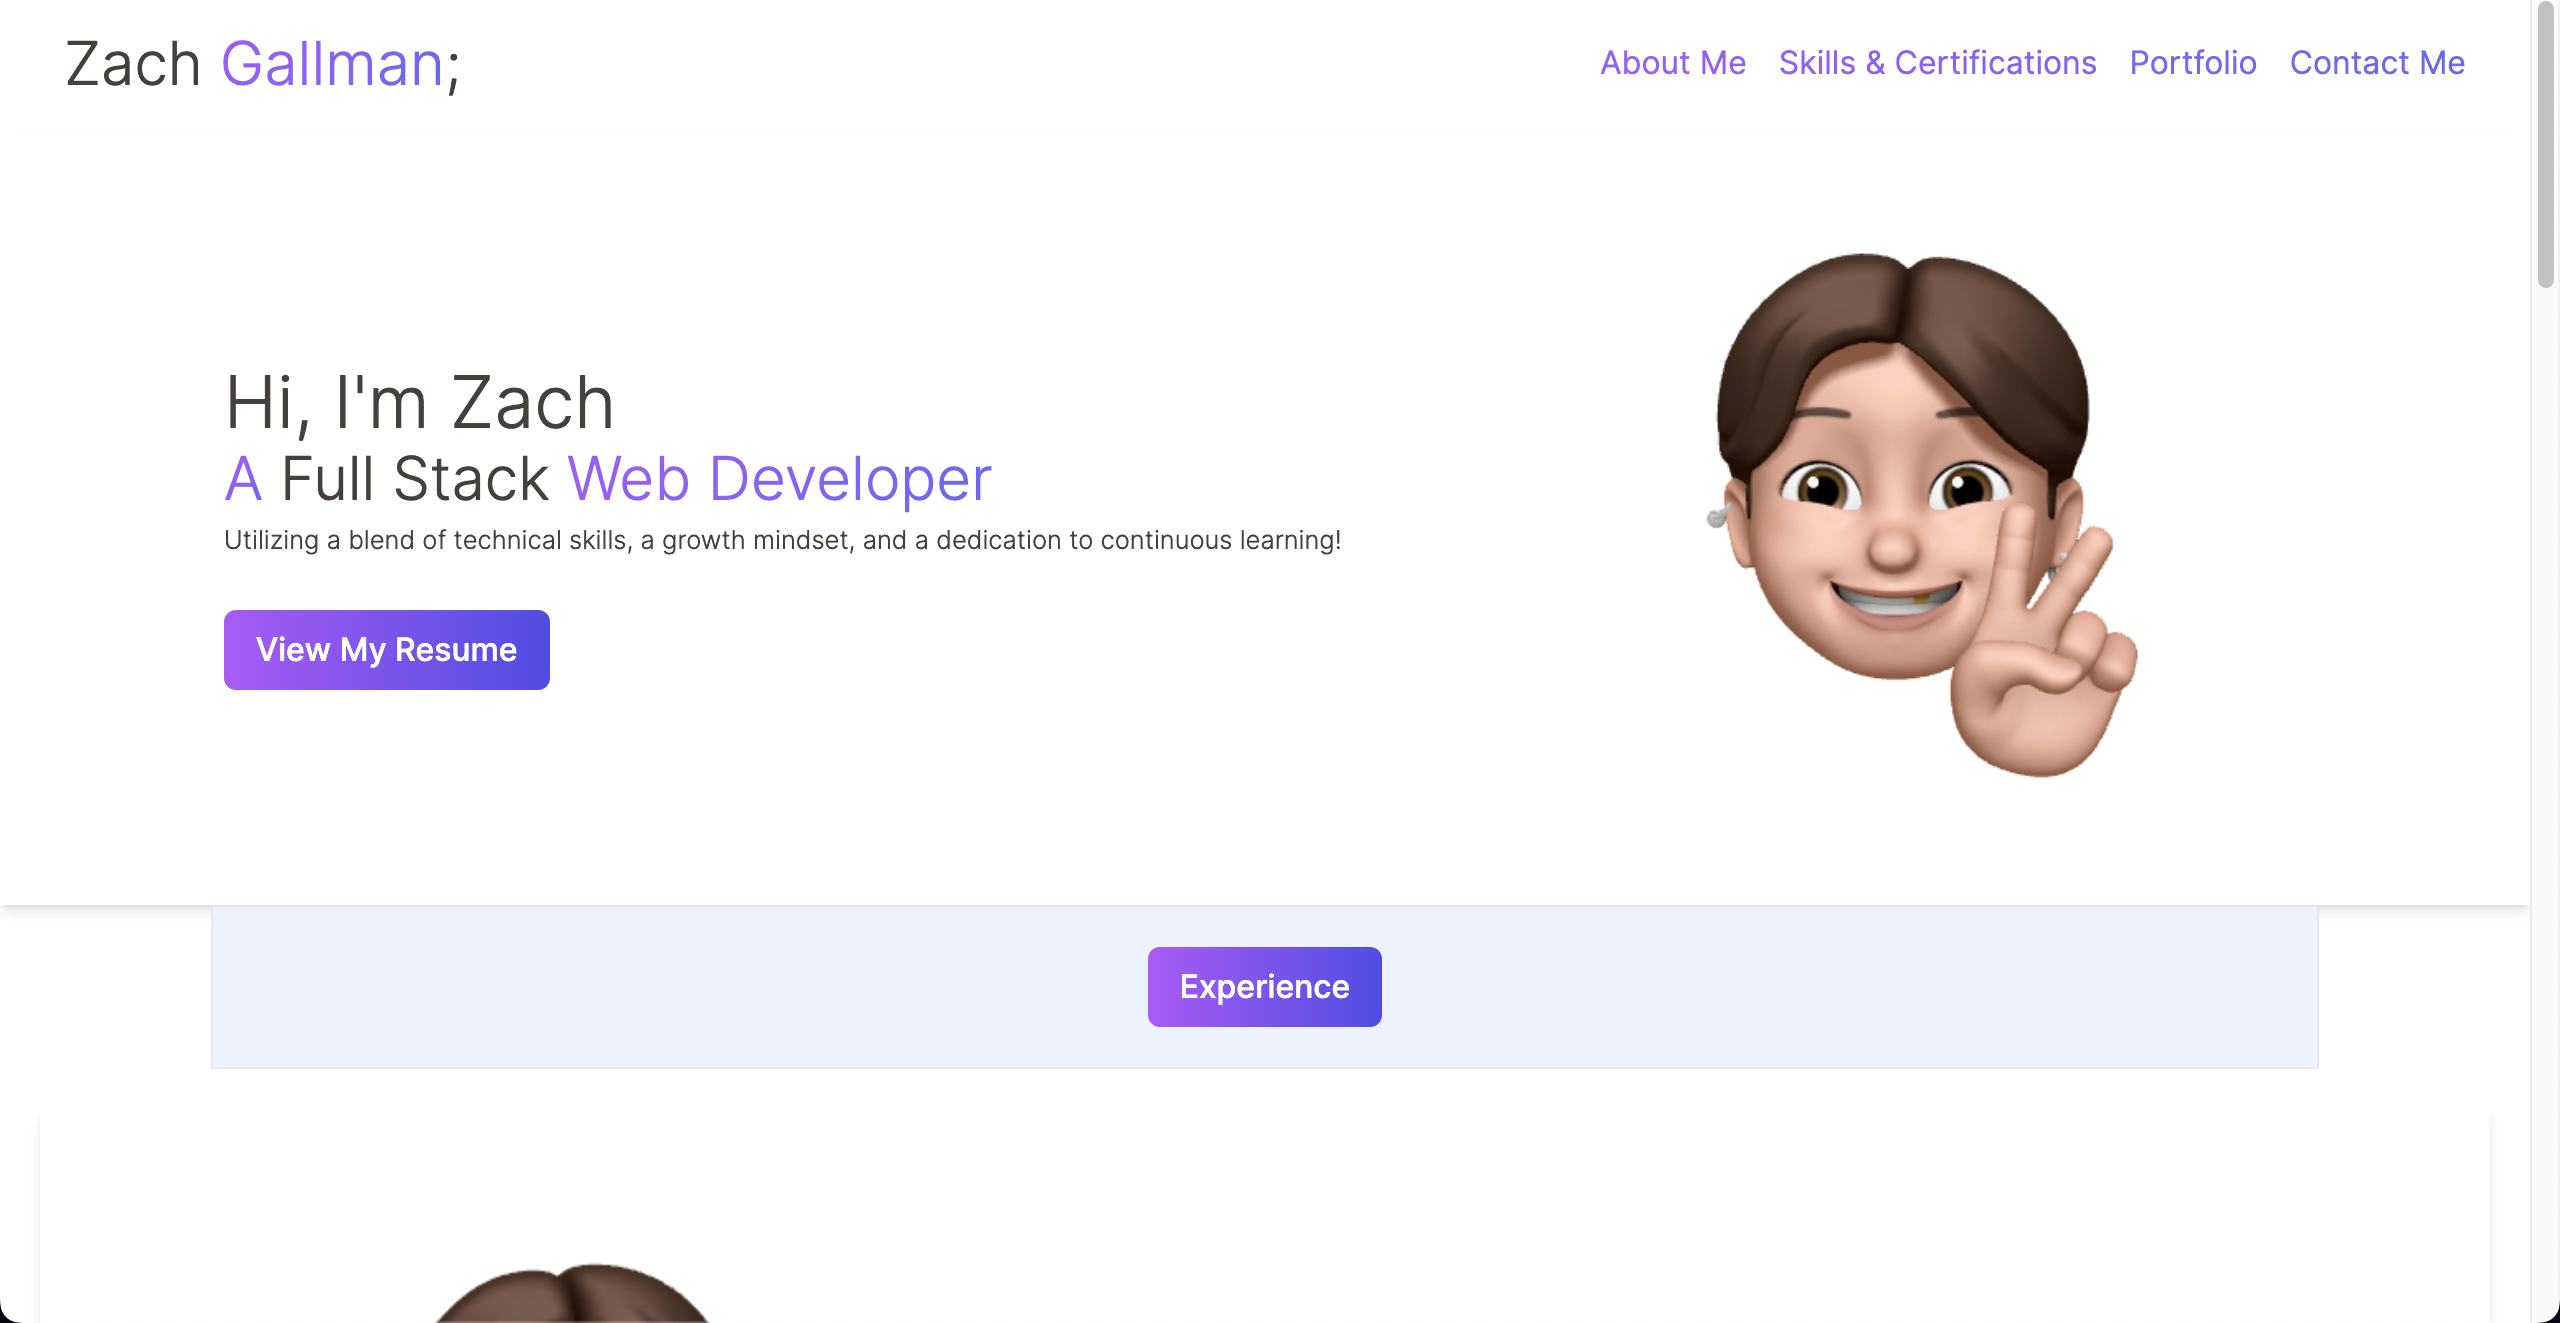 Zach Gallman;
About Me Skills & Certifications Portfolio Contact Me
Hi, I'm Zach
A Full Stack Web Developer
Utilizing a blend of technical skills, a growth mindset, and a dedication to continuous learning!
View My Resume
Experience